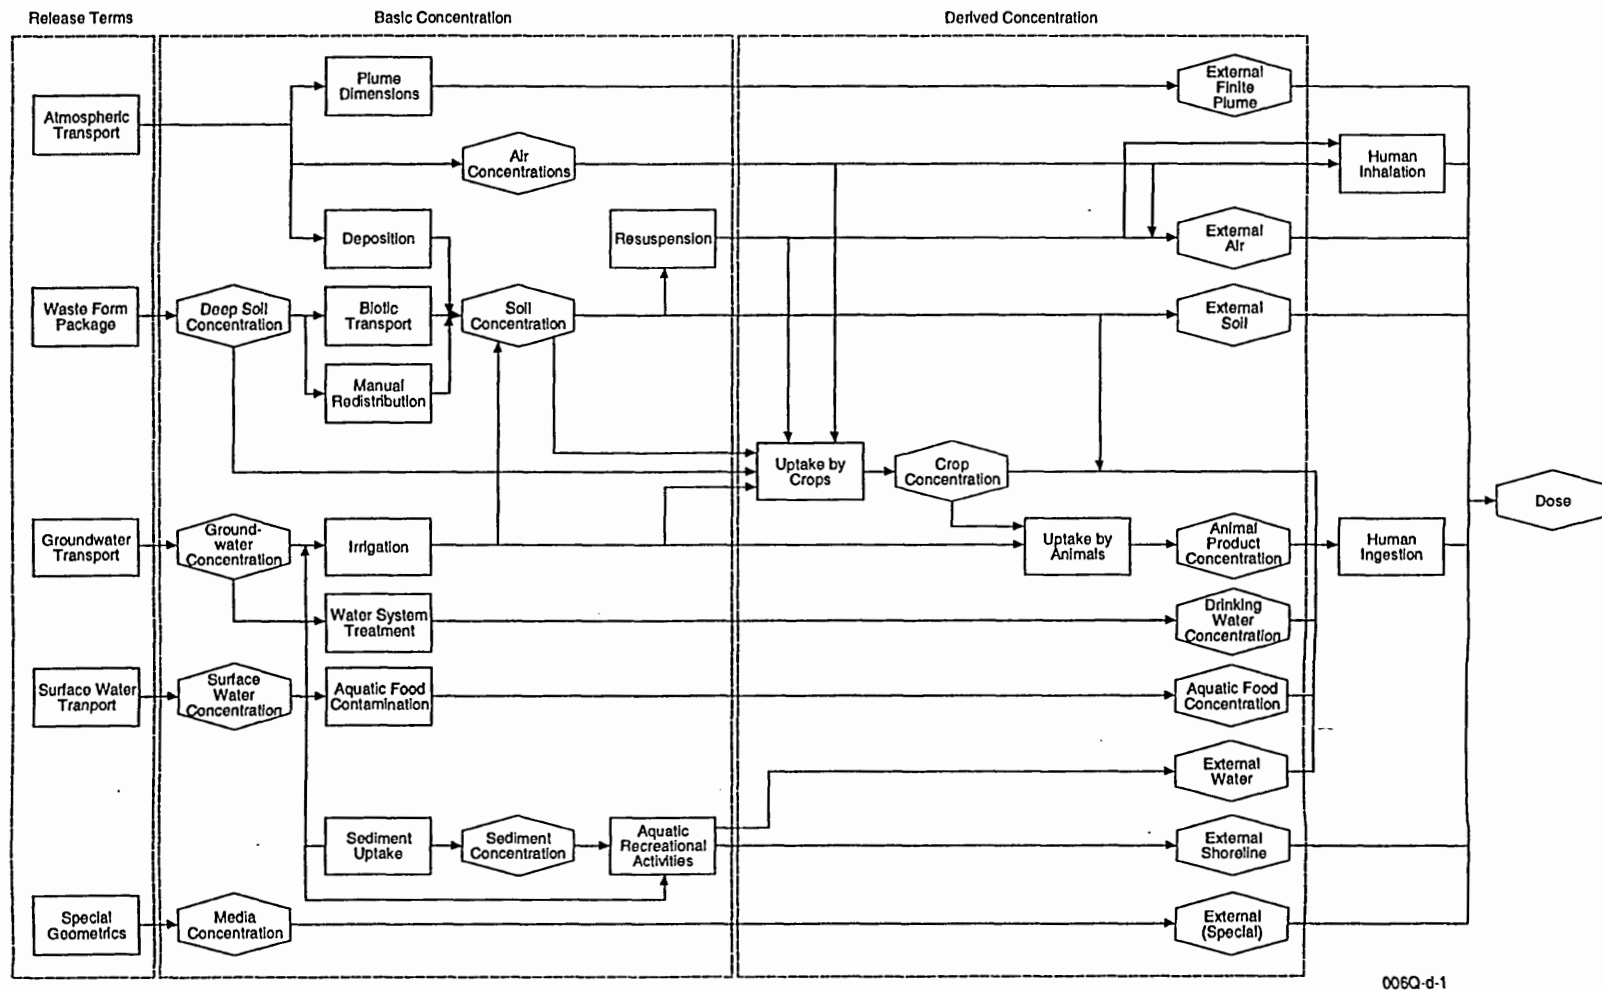 Release Terms
Basic Concentration
Derived Concentration
Plume
Dimensions
External
Finite
Plume
Atmospheric
Transport
Air
Concentrations
Human
Inhalation
Deposition
Resuspension
External
Air
Waste Form
Package
Deep Soil
Concentration
Biotic
Transport
Soil
Concentration
External
Soil
Manual
Redistribution
Uptake by
Crops
Crop
Concentration
Dose
Groundwater
Transport
Ground-
water
Concentration
Irrigation
Uptake by
Animals
Animal
Product
Concentration
Human
Ingestion
Water System
Treatment
Drinking
Water
Concentration
Surface Water
Tranport
Surface
Water
Concentration
Aquatic Food
Contamination
Aquatic Food
Concentration
External
Water
Sediment
Uptake
Sediment
Concentration
Aquatic
Recreational
Activities
External
Shoreline
Special
Geometrics
Media
Concentration
External
(Special)
006Q-d-1